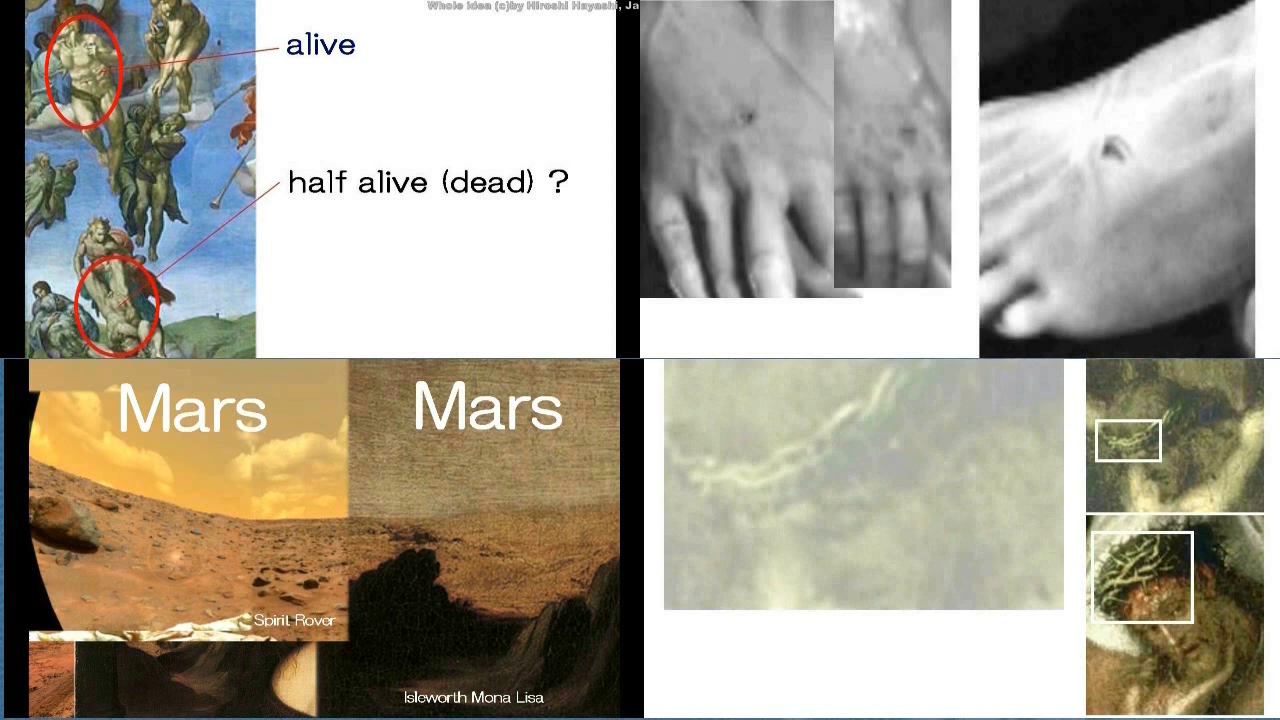 Whole Idea (c)by Hiroshi Hayashi, Ja
alive
half alive (dead) ?
Mars
Mars
Spirit Rover
Isleworth Mona Lisa